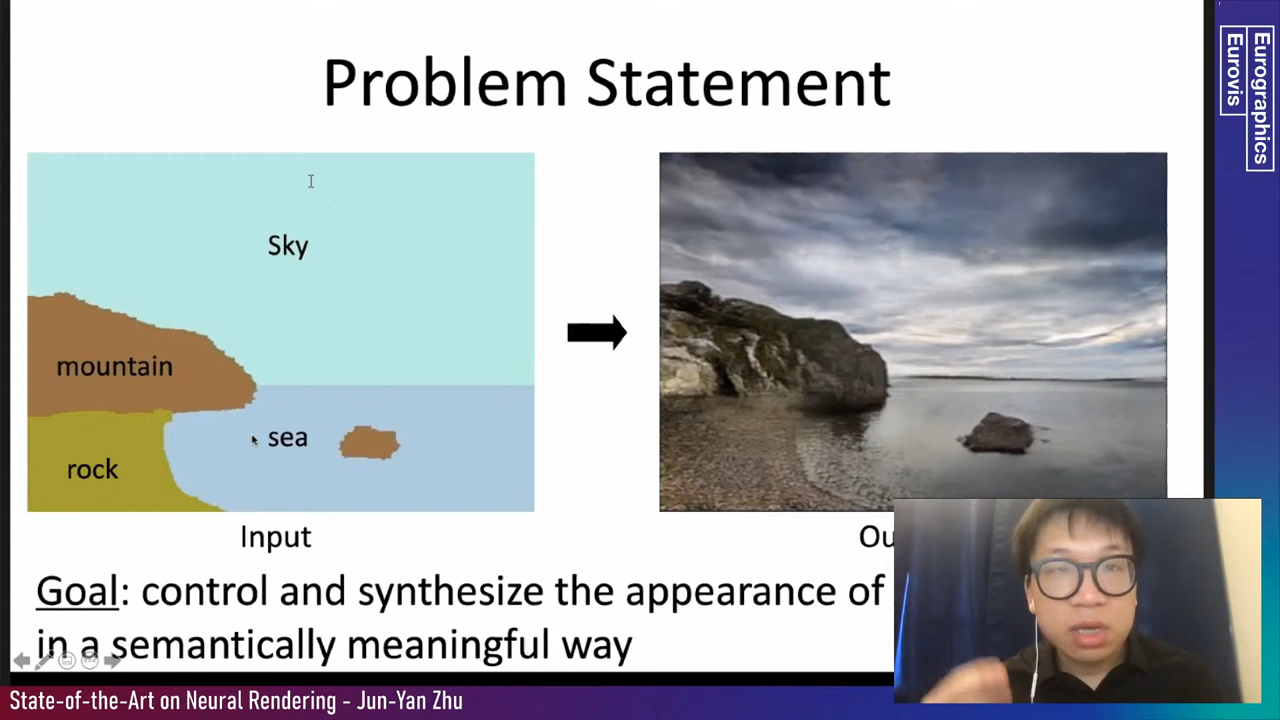 Problem Statement
Eurographics
Eurovis
Sky
mountain
sea
rock
Input
Ou
Goal: control and synthesize the appearance of
in a semantically meaningful way
State-of-the-Art on Neural Rendering - Jun-Yan Zhu